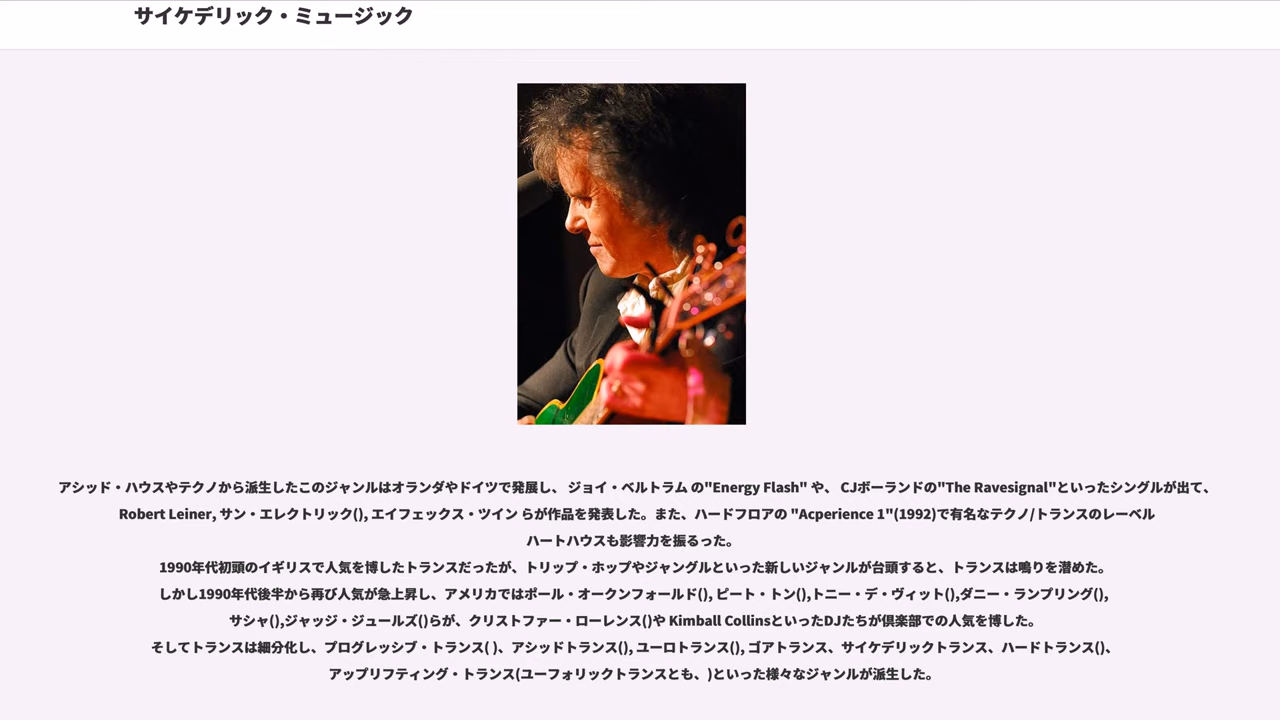 サイケデリック・ミュージック
アシッド・ハウスやテクノから派生したこのジャンルはオランダやドイツで発展し、 ジョイ・ベルトラム の"Energy Flash" や、 CJボーランドの"The Ravesignal"といったシングルが出て、
Robert Leiner, サン・エレクトリック(), エイフェックス・ツイン らが作品を発表した。また、ハードフロアの "Acperience 1"(1992)で有名なテクノ/トランスのレーベル
ハートハウスも影響力を振るった。
1990年代初頭のイギリスで人気を博したトランスだったが、トリップ・ホップやジャングルといった新しいジャンルが台頭すると、トランスは鳴りを潜めた。
しかし1990年代後半から再び人気が急上昇し、アメリカではポール・オークンフォールド(), ピート・トン(),トニー・デ・ヴィット(),ダニー・ランプリング(),
サシャ(),ジャッジ・ジュールズ()らが、クリストファー・ローレンス()や Kimball CollinsといったDJたちが倶楽部での人気を博した。
そしてトランスは細分化し、プログレッシブ・トランス( )、アシッドトランス(), ユーロトランス(), ゴアトランス、サイケデリックトランス、ハードトランス()、
アップリフティング・トランス(ユーフォリックトランスとも、)といった様々なジャンルが派生した。